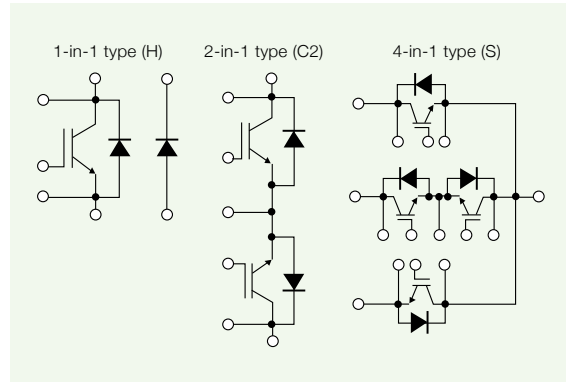 1-in-1 type (H)
2-in-1 type (C2)
4-in-1 type (S)